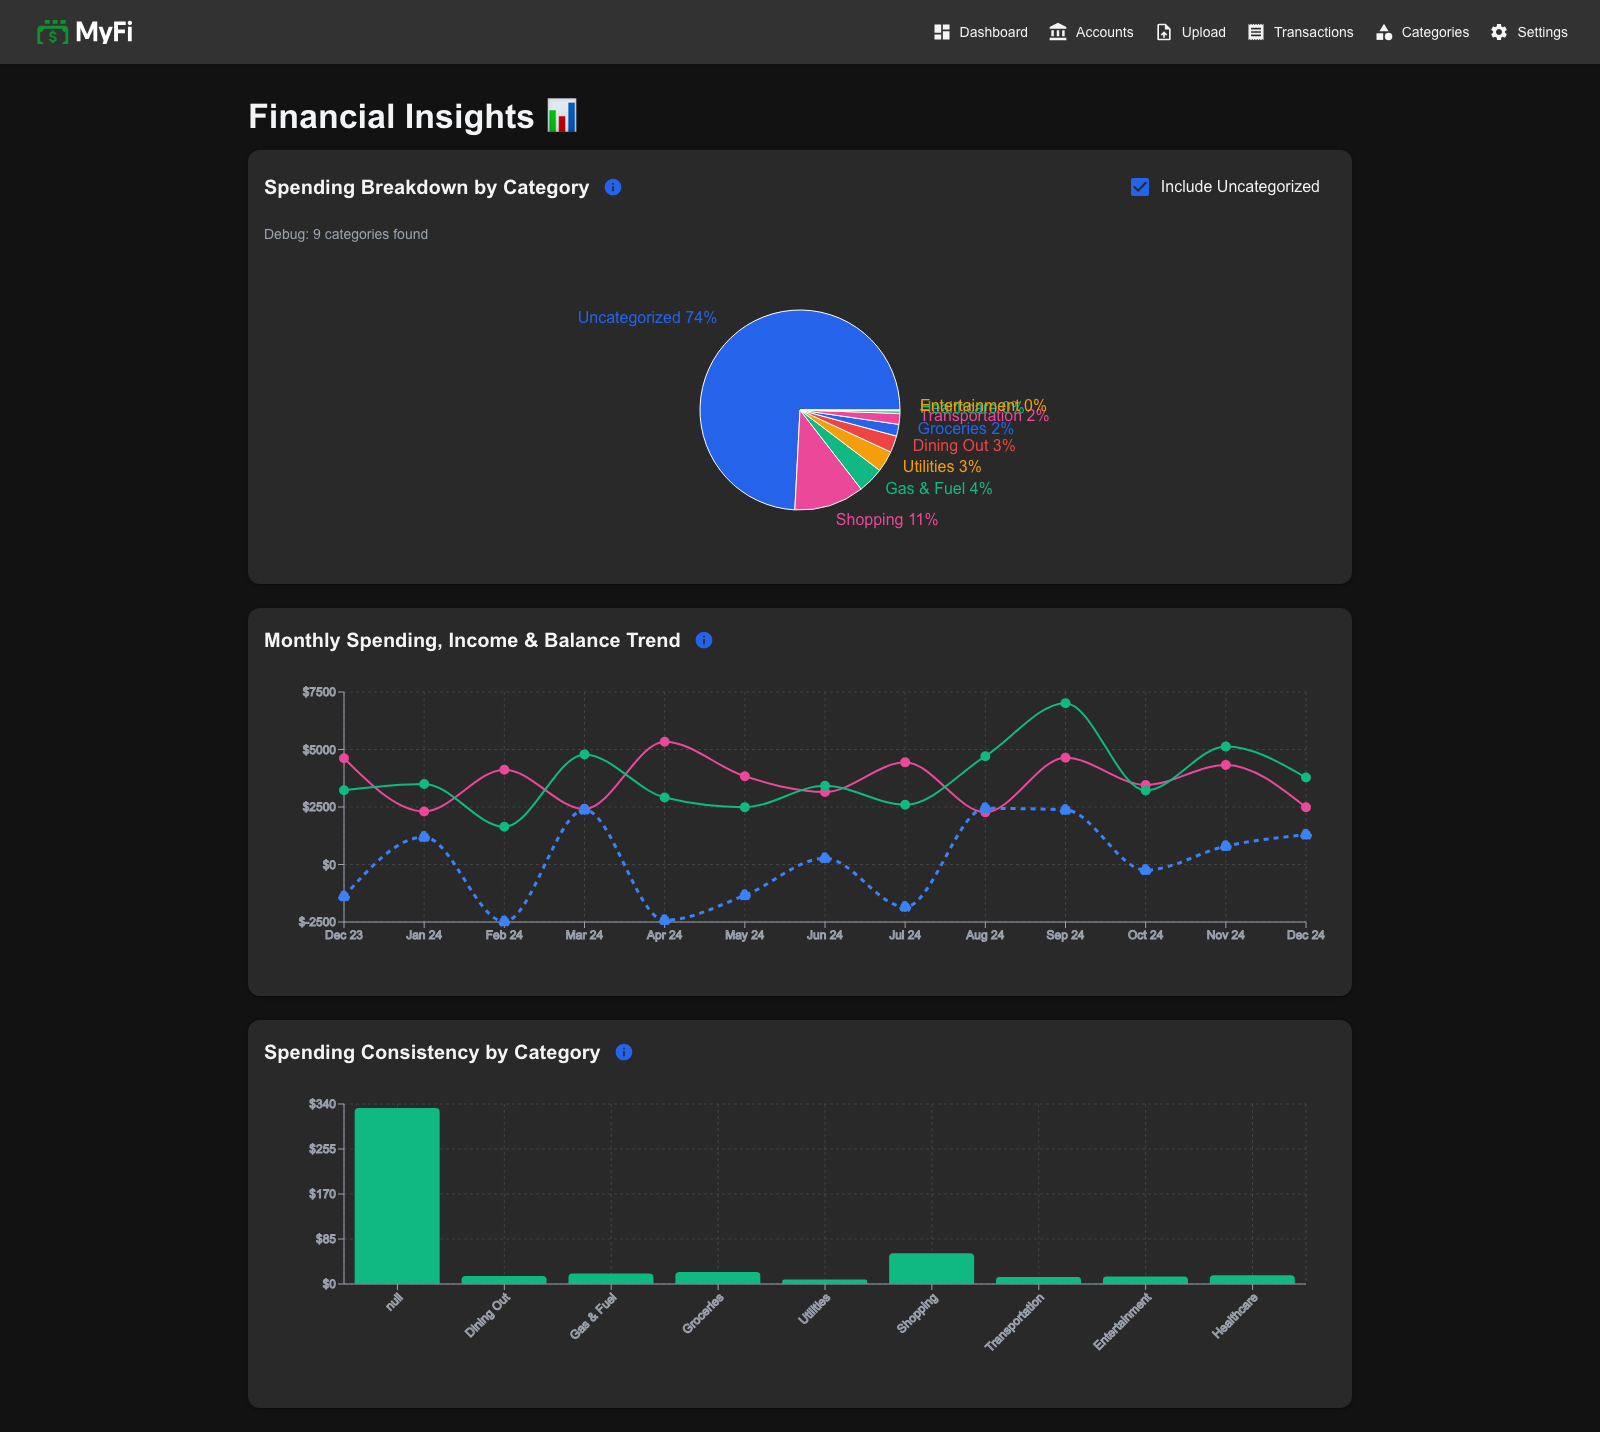 MyFi
Dashboard
Accounts
Upload
Transactions
Categories
Settings
Financial Insights 📊
Spending Breakdown by Category
Include Uncategorized
Debug: 9 categories found
Uncategorized 74%
Entertainment 0%
Transportation 2%
Groceries 2%
Dining Out 3%
Utilities 3%
Gas & Fuel 4%
Shopping 11%
Monthly Spending, Income & Balance Trend
$7500
$5000
$2500
$0
$-2500
Dec 23
Jan 24
Feb 24
Mar 24
Apr 24
May 24
Jun 24
Jul 24
Aug 24
Sep 24
Oct 24
Nov 24
Dec 24
Spending Consistency by Category
$340
$255
$170
$85
$0
null
Dining Out
Gas & Fuel
Groceries
Utilities
Shopping
Transportation
Entertainment
Healthcare